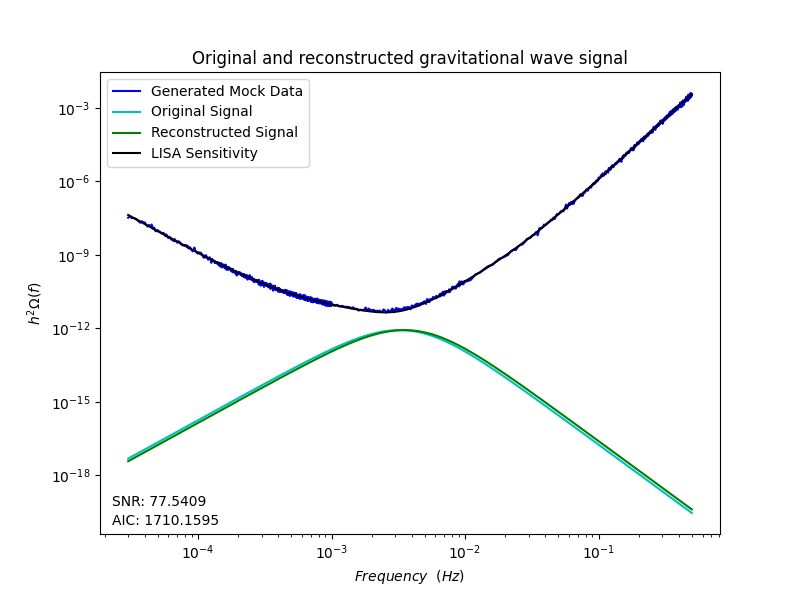 Original and reconstructed gravitational wave signal
Generated Mock Data
Original Signal
Reconstructed Signal
LISA Sensitivity
10⁻³
10⁻⁶
10⁻⁹
10⁻¹²
10⁻¹⁵
10⁻¹⁸
h²Ω(f)
SNR: 77.5409
AIC: 1710.1595
10⁻⁴ 10⁻³ 10⁻² 10⁻¹
Frequency (Hz)